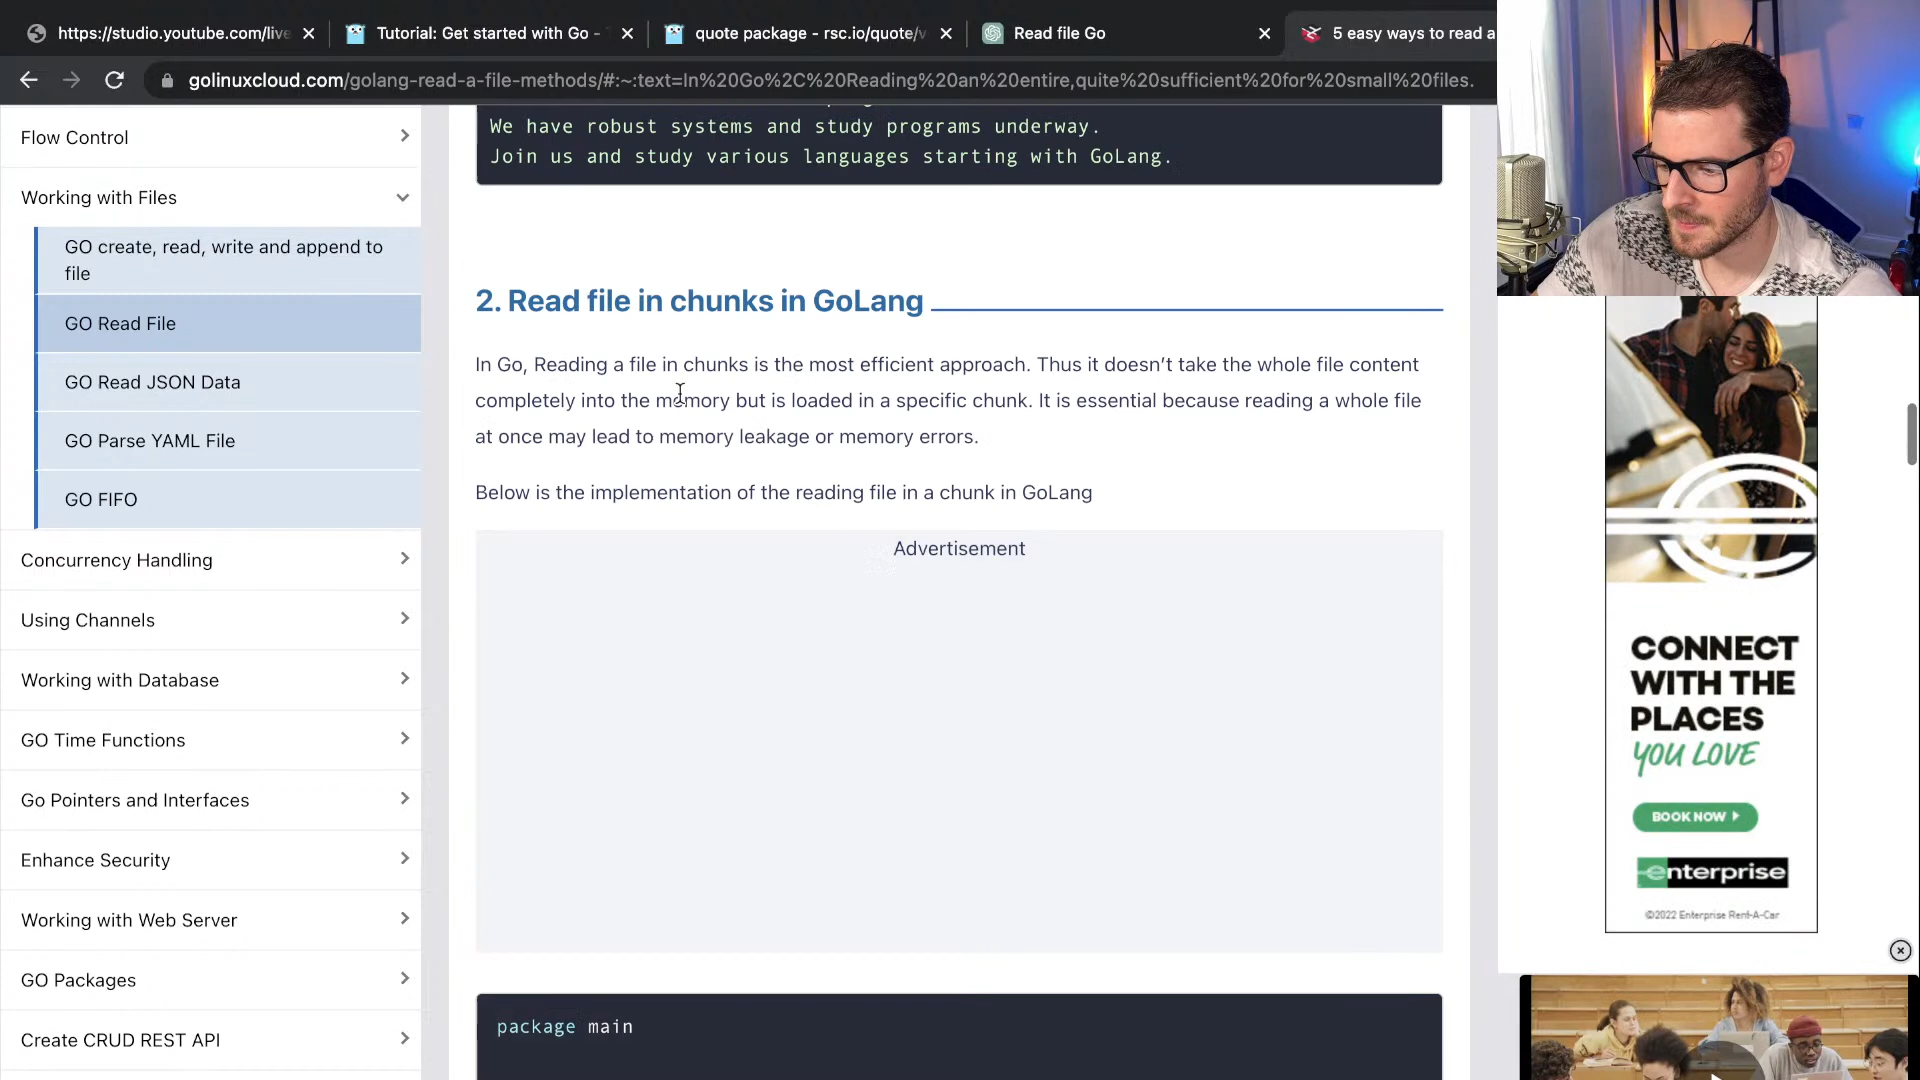 https://studio.youtube.com/live
Tutorial: Get started with Go -
quote package - rsc.io/quote/v
Read file Go
5 easy ways to read a
golinuxcloud.com/golang-read-a-file-methods/#:~:text=In%20Go%2C%20Reading%20an%20entire,quite%20sufficient%20for%20small%20files.
Flow Control
Working with Files
GO create, read, write and append to
file
GO Read File
GO Read JSON Data
GO Parse YAML File
GO FIFO
Concurrency Handling
Using Channels
Working with Database
GO Time Functions
Go Pointers and Interfaces
Enhance Security
Working with Web Server
GO Packages
Create CRUD REST API
We have robust systems and study programs underway.
Join us and study various languages starting with GoLang.
2. Read file in chunks in GoLang
In Go, Reading a file in chunks is the most efficient approach. Thus it doesn’t take the whole file content
completely into the memory but is loaded in a specific chunk. It is essential because reading a whole file
at once may lead to memory leakage or memory errors.
Below is the implementation of the reading file in a chunk in GoLang
Advertisement
package main
CONNECT
WITH THE
PLACES
YOU LOVE
BOOK NOW
enterprise
©2022 Enterprise Rent-A-Car